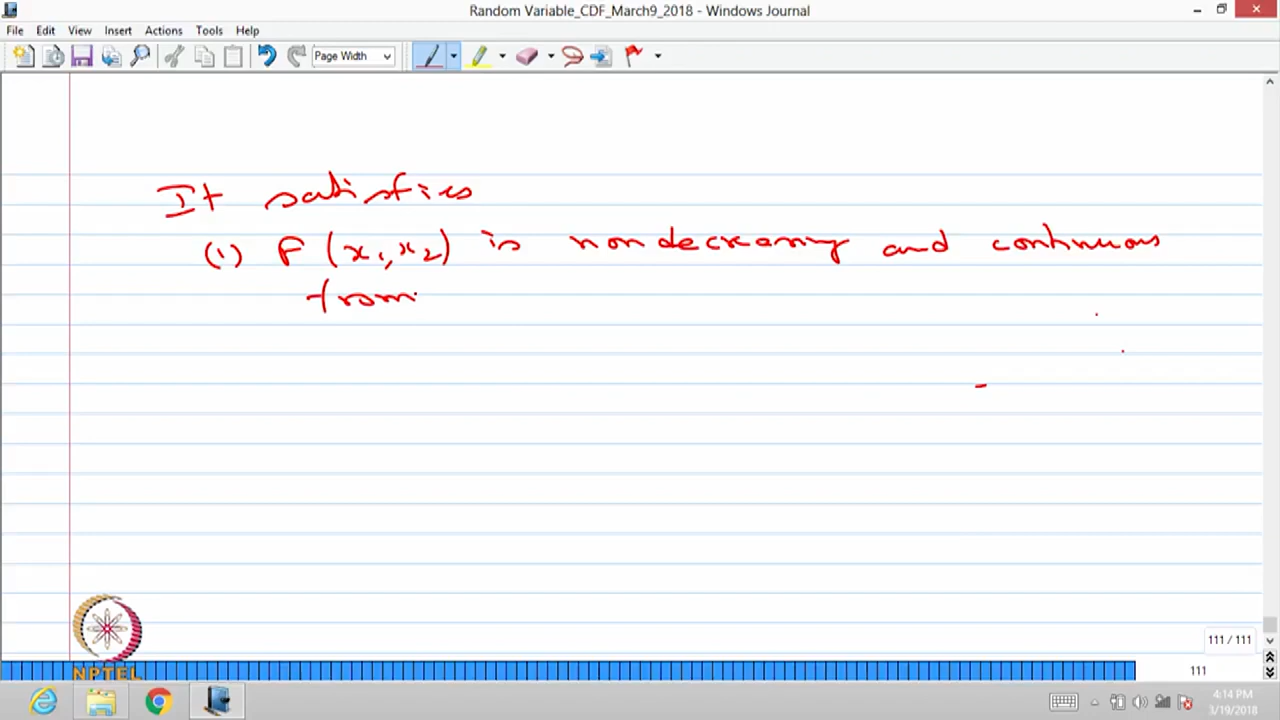 Random Variable_CDF_March9_2018 - Windows Journal
File Edit View Insert Actions Tools Help
Page Width
It satisfies
(1) F (x₁, x₂) is nondecreasing and continuous
from
111 / 111
NPTEL
111
4:14 PM
3/19/2018